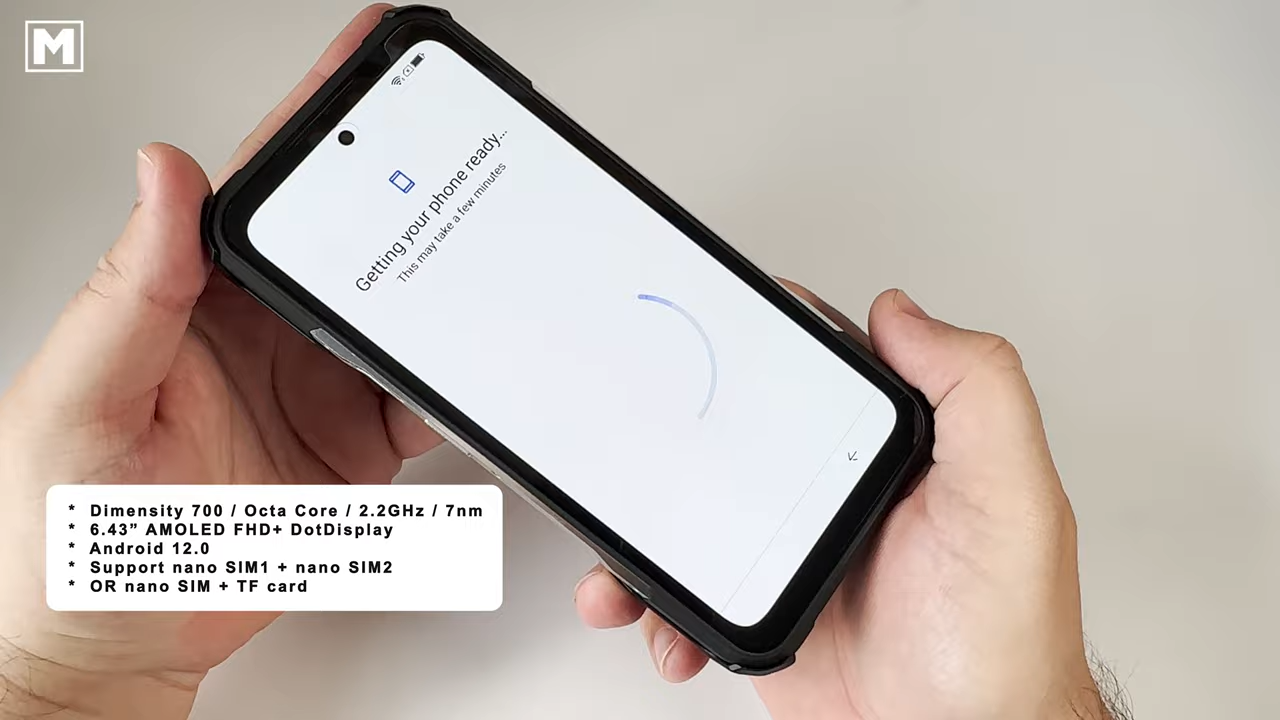 M
Getting your phone ready...
This may take a few minutes
* Dimensity 700 / Octa Core / 2.2GHz / 7nm
* 6.43” AMOLED FHD+ DotDisplay
* Android 12.0
* Support nano SIM1 + nano SIM2
* OR nano SIM + TF card